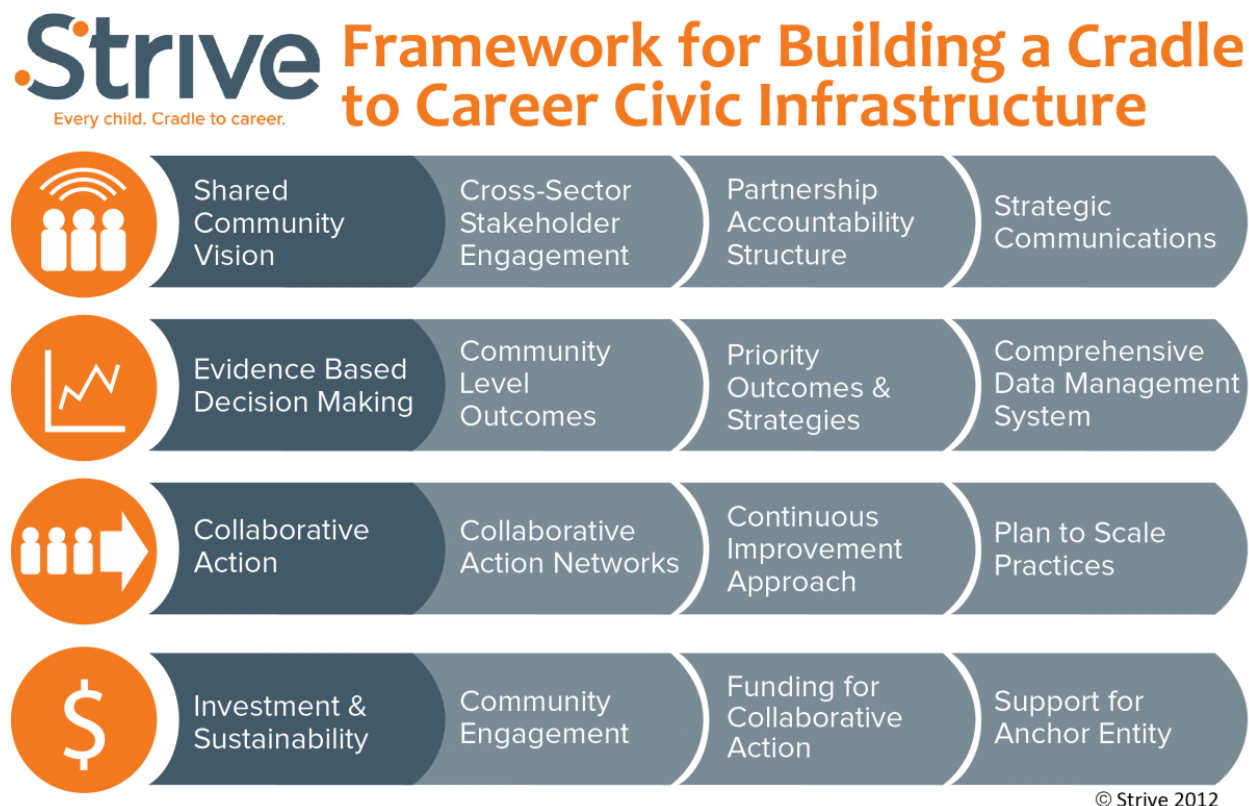 Strive
Every child. Cradle to career.
Framework for Building a Cradle
to Career Civic Infrastructure
Shared
Community
Vision
Cross-Sector
Stakeholder
Engagement
Partnership
Accountability
Structure
Strategic
Communications
Evidence Based
Decision Making
Community
Level
Outcomes
Priority
Outcomes &
Strategies
Comprehensive
Data Management
System
Collaborative
Action
Collaborative
Action Networks
Continuous
Improvement
Approach
Plan to Scale
Practices
$
Investment &
Sustainability
Community
Engagement
Funding for
Collaborative
Action
Support for
Anchor Entity
© Strive 2012